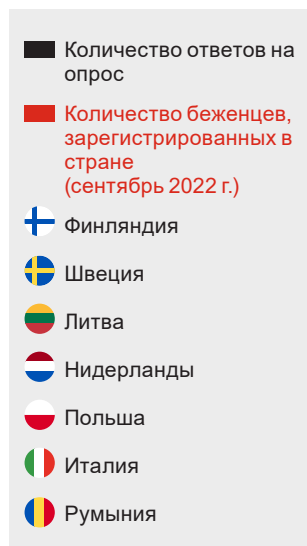 Количество ответов на
опрос
Количество беженцев,
зарегистрированных в
стране
(сентябрь 2022 г.)
Финляндия
Швеция
Литва
Нидерланды
Польша
Италия
Румыния